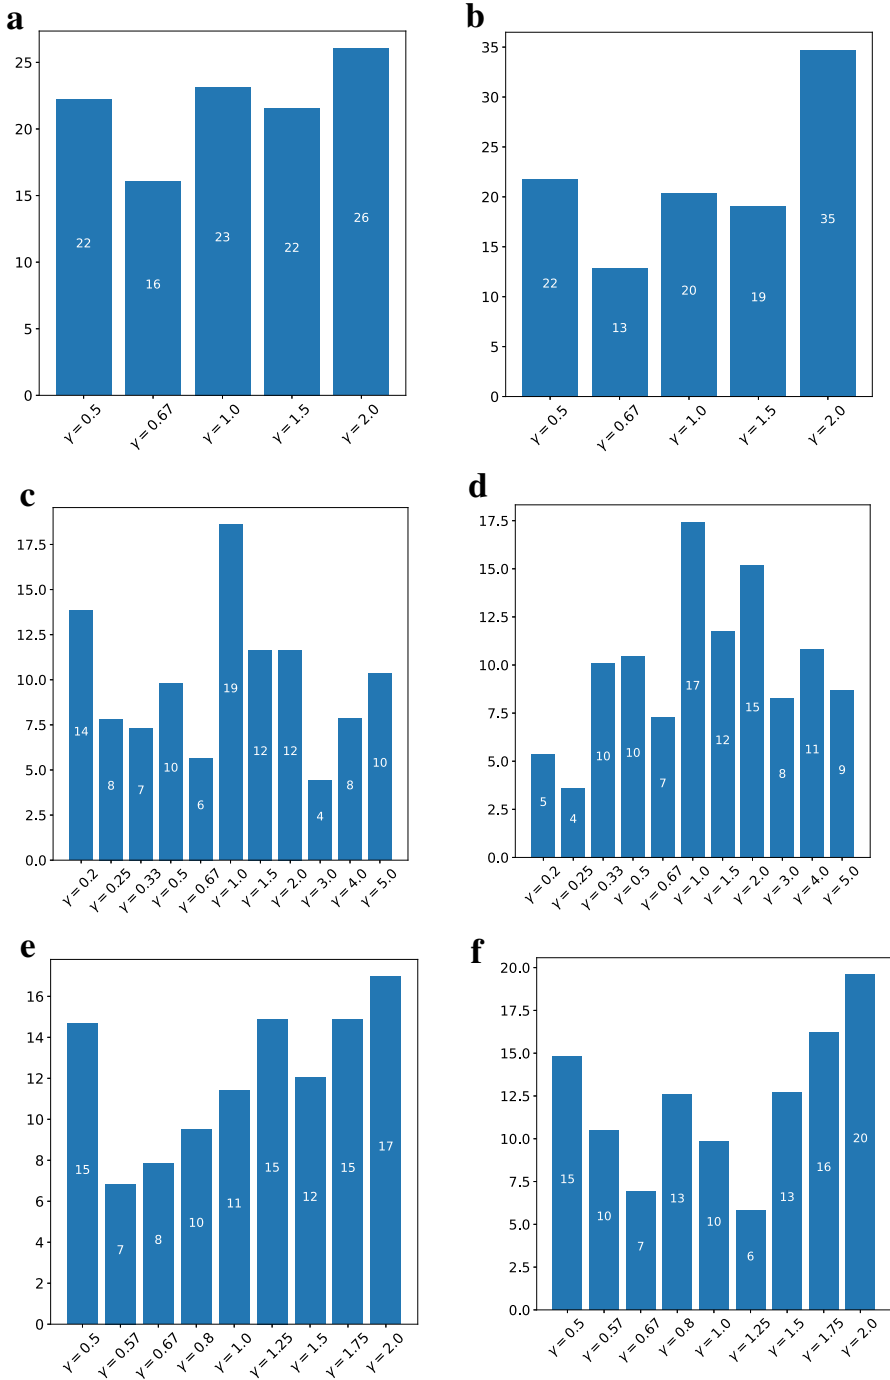 a
25
20
15
10
5
0
22
16
23
22
26
γ = 0.5
γ = 0.67
γ = 1.0
γ = 1.5
γ = 2.0
b
35
30
25
20
15
10
5
0
22
13
20
19
35
γ = 0.5
γ = 0.67
γ = 1.0
γ = 1.5
γ = 2.0
c
17.5
15.0
12.5
10.0
7.5
5.0
2.5
0.0
14
8
7
10
6
19
12
12
4
8
10
γ = 0.2
γ = 0.25
γ = 0.33
γ = 0.5
γ = 0.67
γ = 1.0
γ = 1.5
γ = 2.0
γ = 3.0
γ = 4.0
γ = 5.0
d
17.5
15.0
12.5
10.0
7.5
5.0
2.5
0.0
5
4
10
10
7
17
12
15
8
11
9
γ = 0.2
γ = 0.25
γ = 0.33
γ = 0.5
γ = 0.67
γ = 1.0
γ = 1.5
γ = 2.0
γ = 3.0
γ = 4.0
γ = 5.0
e
16
14
12
10
8
6
4
2
0
15
7
8
10
11
15
12
15
17
γ = 0.5
γ = 0.57
γ = 0.67
γ = 0.8
γ = 1.0
γ = 1.25
γ = 1.5
γ = 1.75
γ = 2.0
f
20.0
17.5
15.0
12.5
10.0
7.5
5.0
2.5
0.0
15
10
7
13
10
6
13
16
20
γ = 0.5
γ = 0.57
γ = 0.67
γ = 0.8
γ = 1.0
γ = 1.25
γ = 1.5
γ = 1.75
γ = 2.0